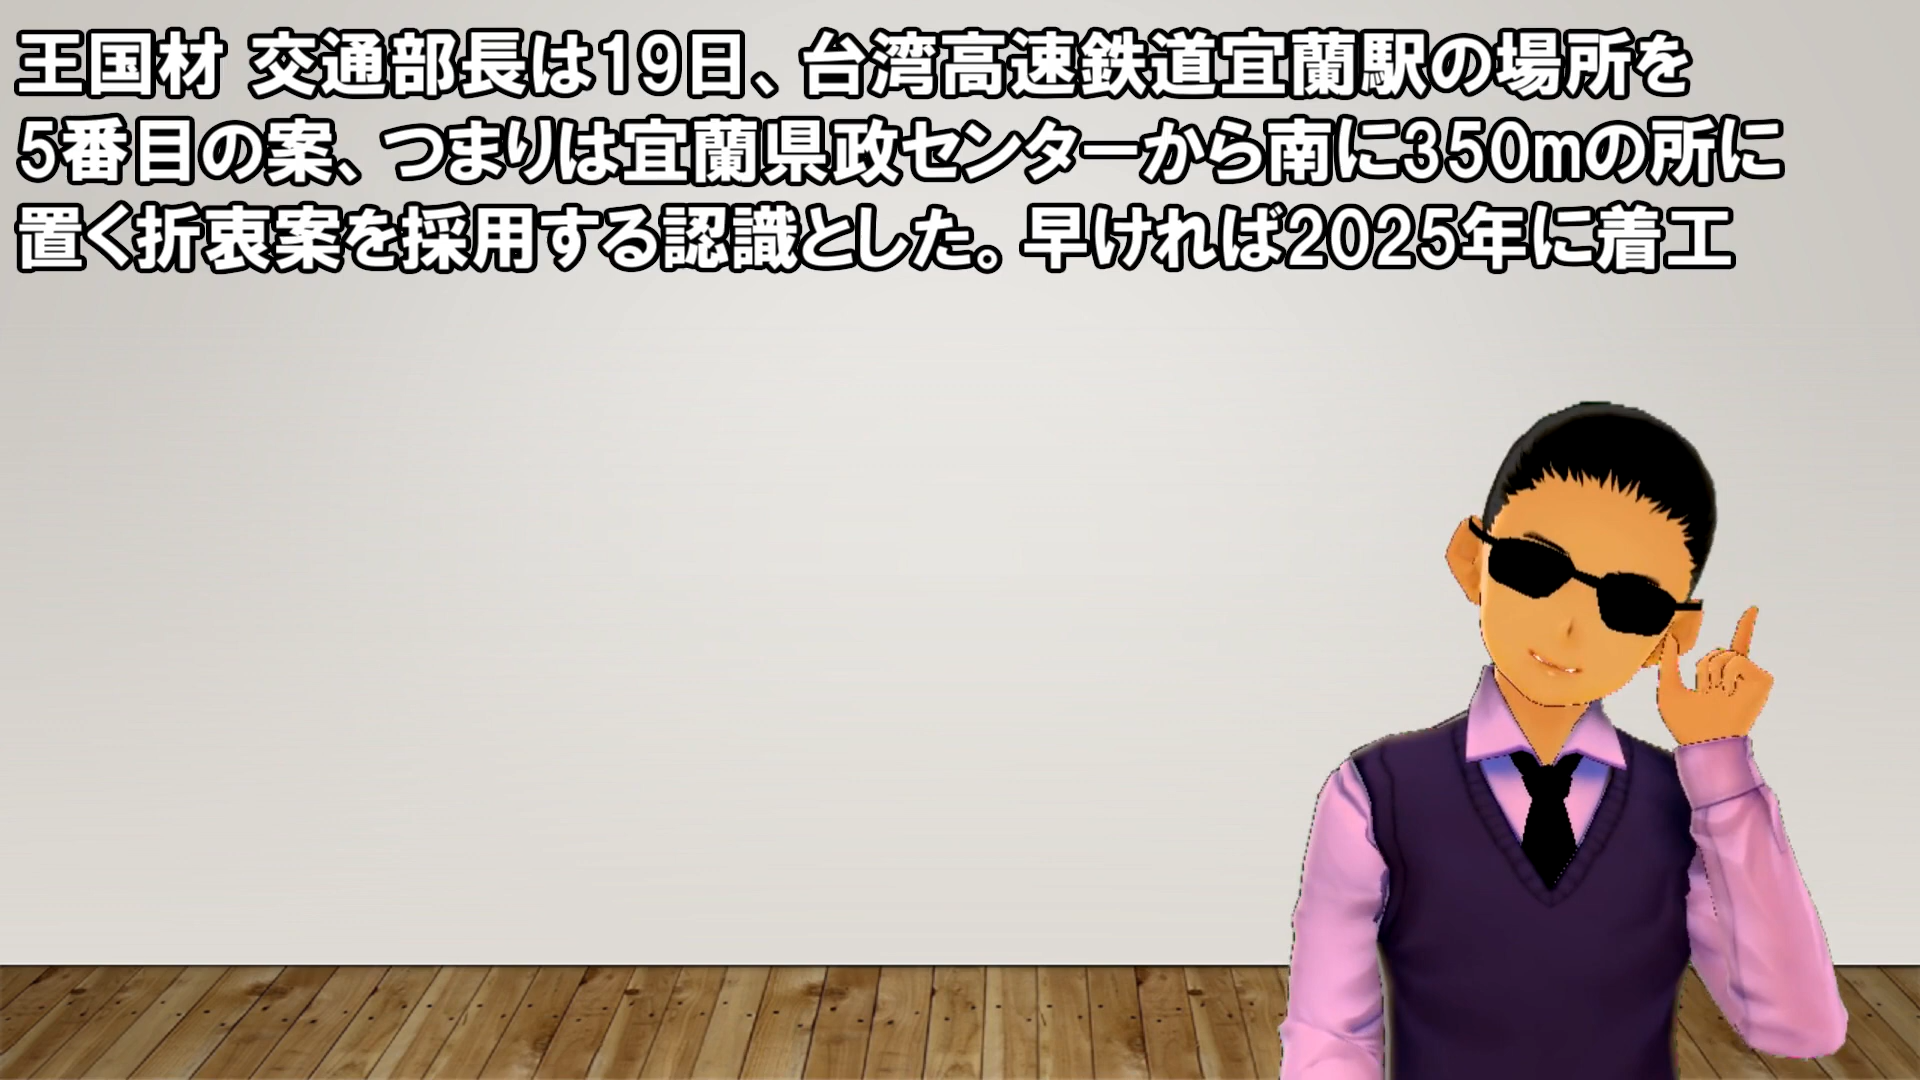 王国材 交通部長は19日、台湾高速鉄道宜蘭駅の場所を
5番目の案、つまりは宜蘭県政センターから南に350mの所に
置く折衷案を採用する認識とした。早ければ2025年に着工